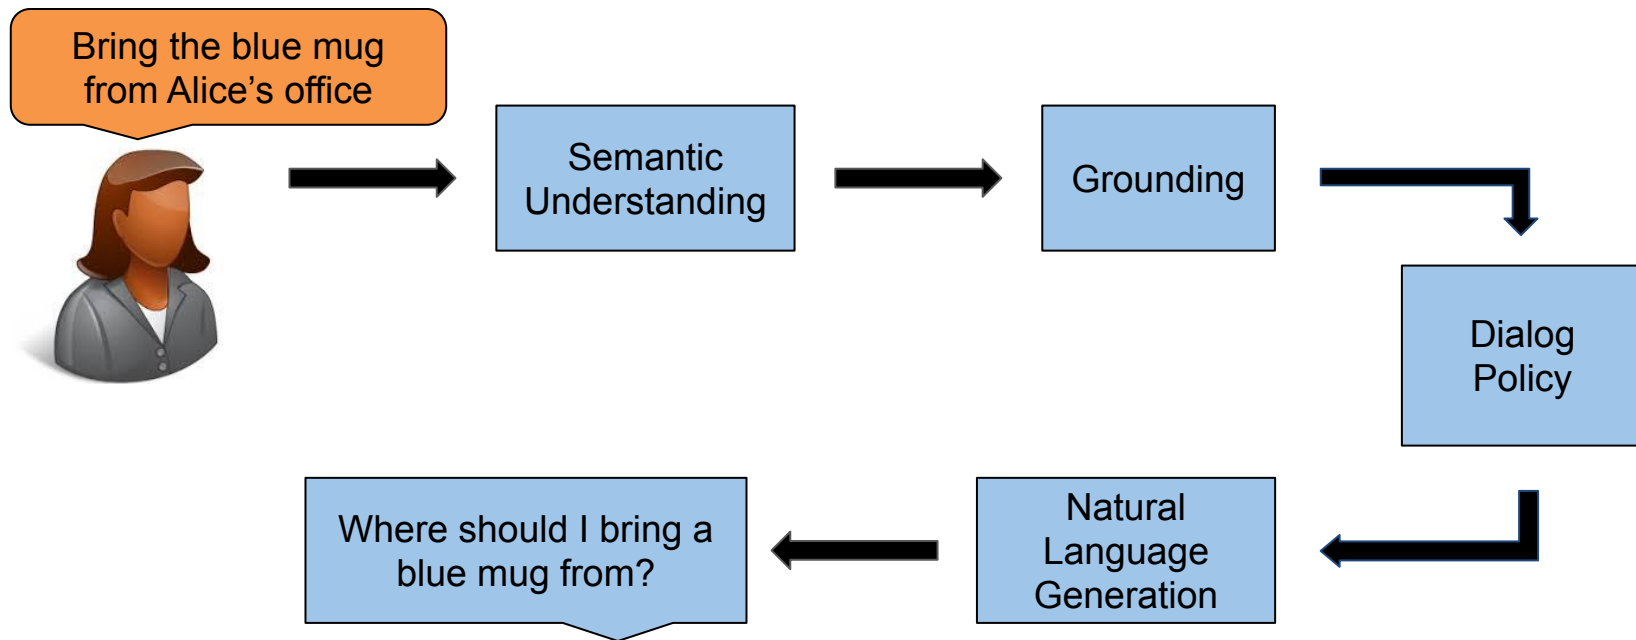 Bring the blue mug
from Alice’s office
Semantic
Understanding
Grounding
Dialog
Policy
Natural
Language
Generation
Where should I bring a
blue mug from?